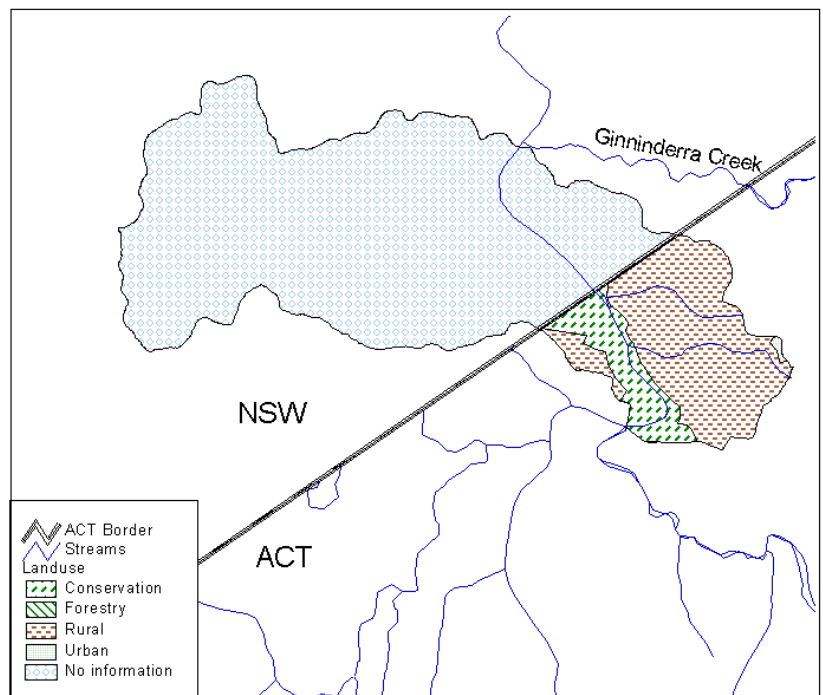 Ginninderra Creek
NSW
ACT
ACT Border
Streams
Landuse
Conservation
Forestry
Rural
Urban
No information